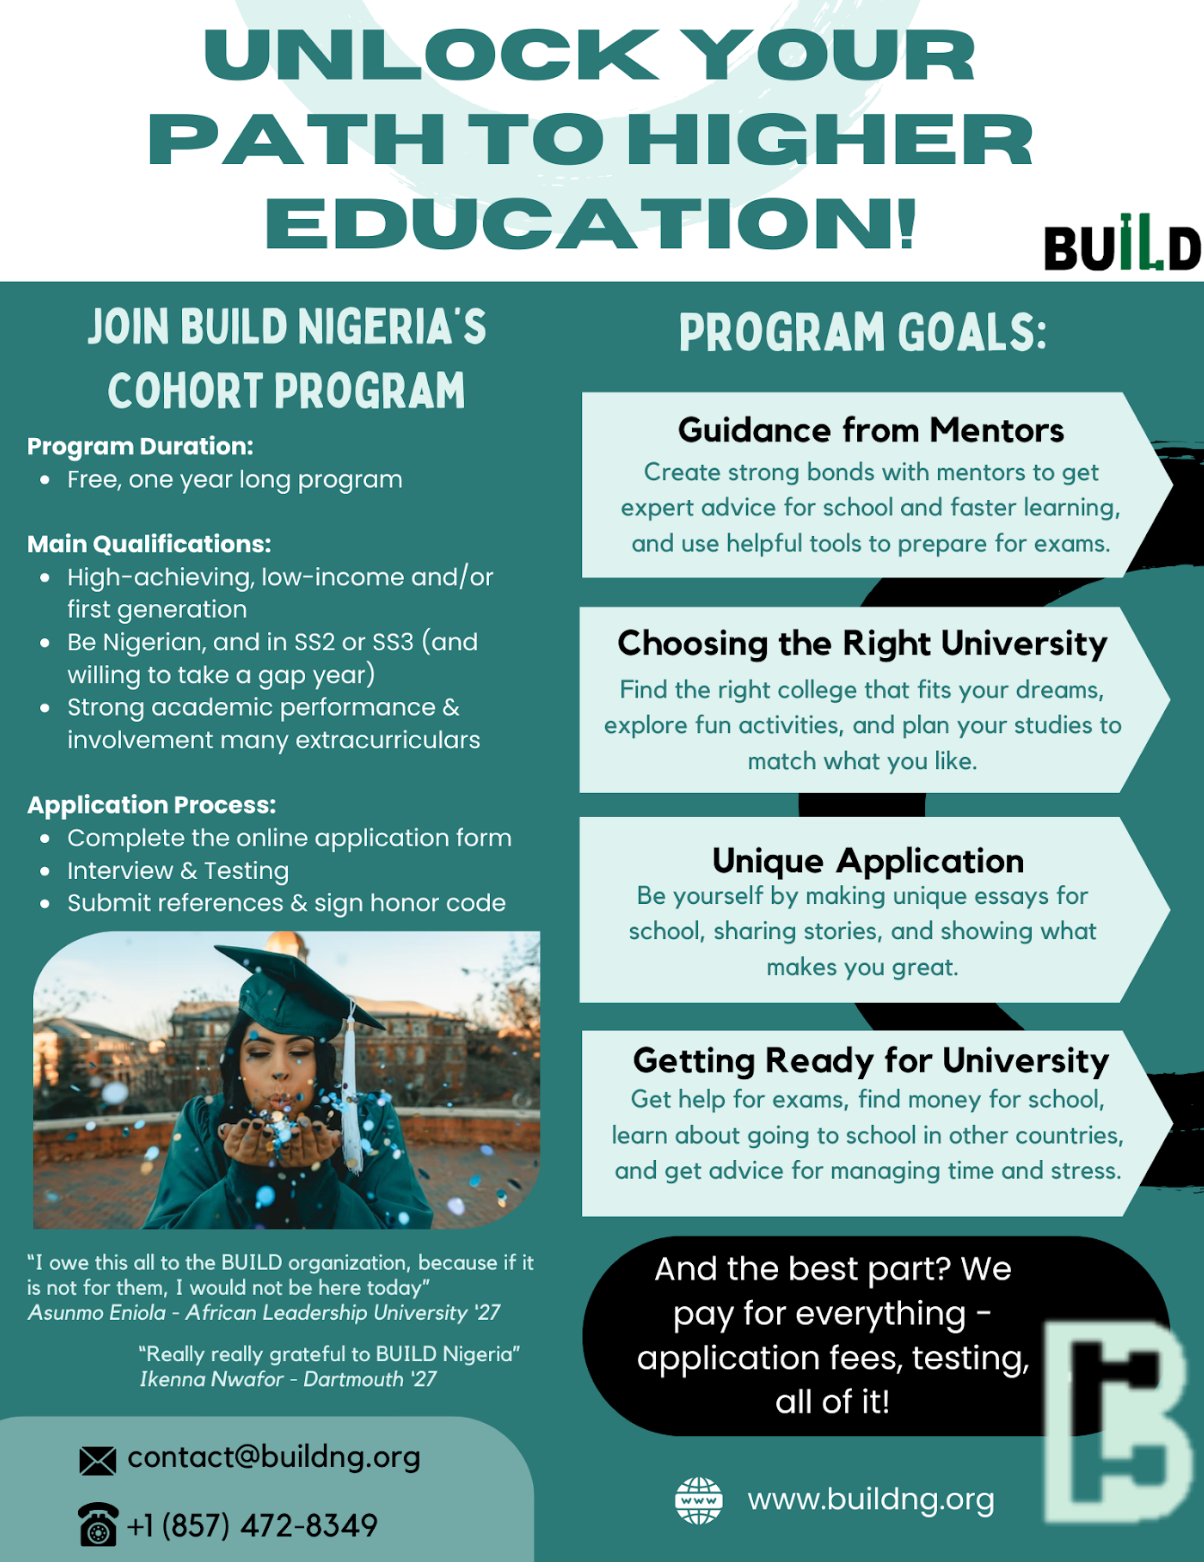 UNLOCK YOUR
PATH TO HIGHER
EDUCATION!
BUILD
JOIN BUILD NIGERIA'S
COHORT PROGRAM
Program Duration:
• Free, one year long program
Main Qualifications:
• High-achieving, low-income and/or
first generation
• Be Nigerian, and in SS2 or SS3 (and
willing to take a gap year)
• Strong academic performance &
involvement many extracurriculars
Application Process:
• Complete the online application form
• Interview & Testing
• Submit references & sign honor code
"I owe this all to the BUILD organization, because if it
is not for them, I would not be here today"
Asunmo Eniola - African Leadership University '27
"Really really grateful to BUILD Nigeria"
Ikenna Nwafor - Dartmouth '27
contact@buildng.org
+1 (857) 472-8349
PROGRAM GOALS:
Guidance from Mentors
Create strong bonds with mentors to get
expert advice for school and faster learning,
and use helpful tools to prepare for exams.
Choosing the Right University
Find the right college that fits your dreams,
explore fun activities, and plan your studies to
match what you like.
Unique Application
Be yourself by making unique essays for
school, sharing stories, and showing what
makes you great.
Getting Ready for University
Get help for exams, find money for school,
learn about going to school in other countries,
and get advice for managing time and stress.
And the best part? We
pay for everything -
application fees, testing,
all of it!
B
www
www.buildng.org